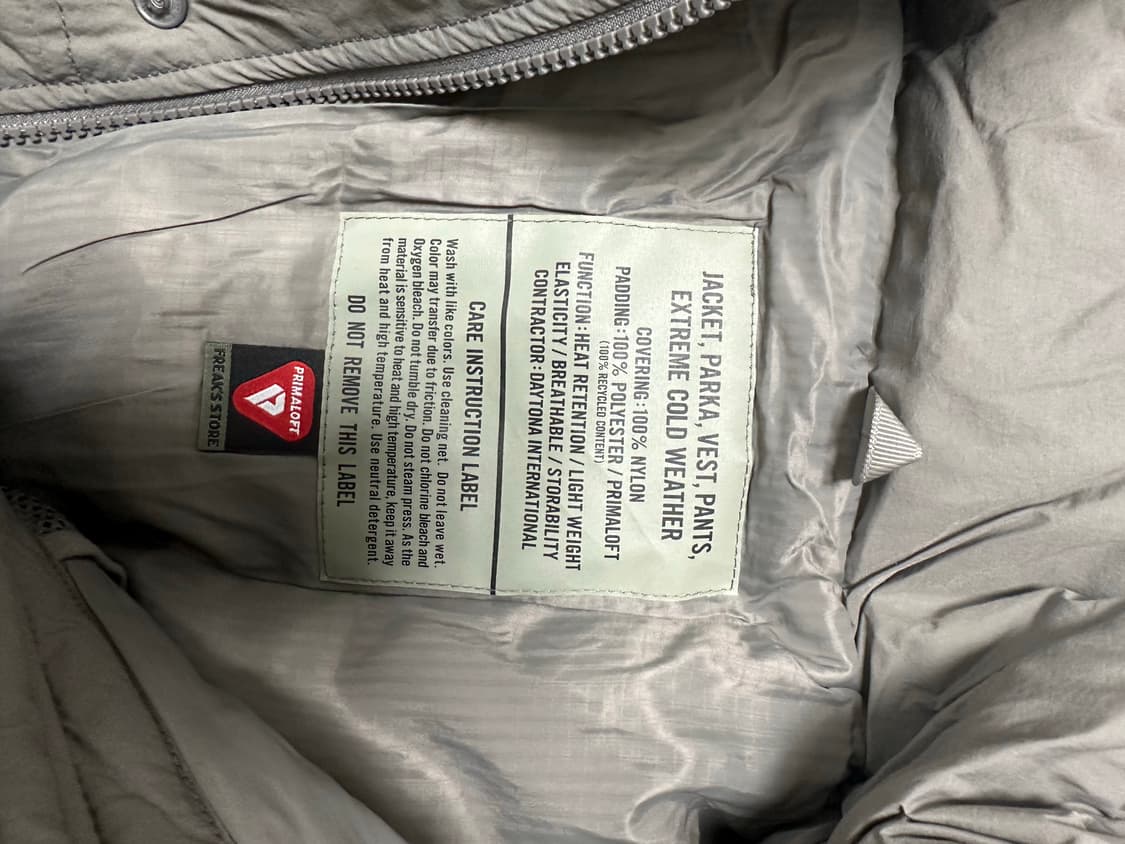 JACKET, PARKA, VEST, PANTS,
EXTREME COLD WEATHER
COVERING:100% NYLON
PADDING:100% POLYESTER / PRIMALOFT
(100% RECYCLED CONTENT)
FUNCTION:HEAT RETENTION / LIGHT WEIGHT
ELASTICITY / BREATHABLE / STORABILITY
CONTRACTOR:DAYTONA INTERNATIONAL
CARE INSTRUCTION LABEL
Wash with like colors. Use cleaning net. Do not leave wet.
Color may transfer due to friction. Do not chlorine bleach and
Oxygen bleach. Do not tumble dry. Do not steam press. As the
material is sensitive to heat and high temperature, keep it away
from heat and high temperature. Use neutral detergent.
DO NOT REMOVE THIS LABEL
PRIMALOFT
FREAK'S STORE